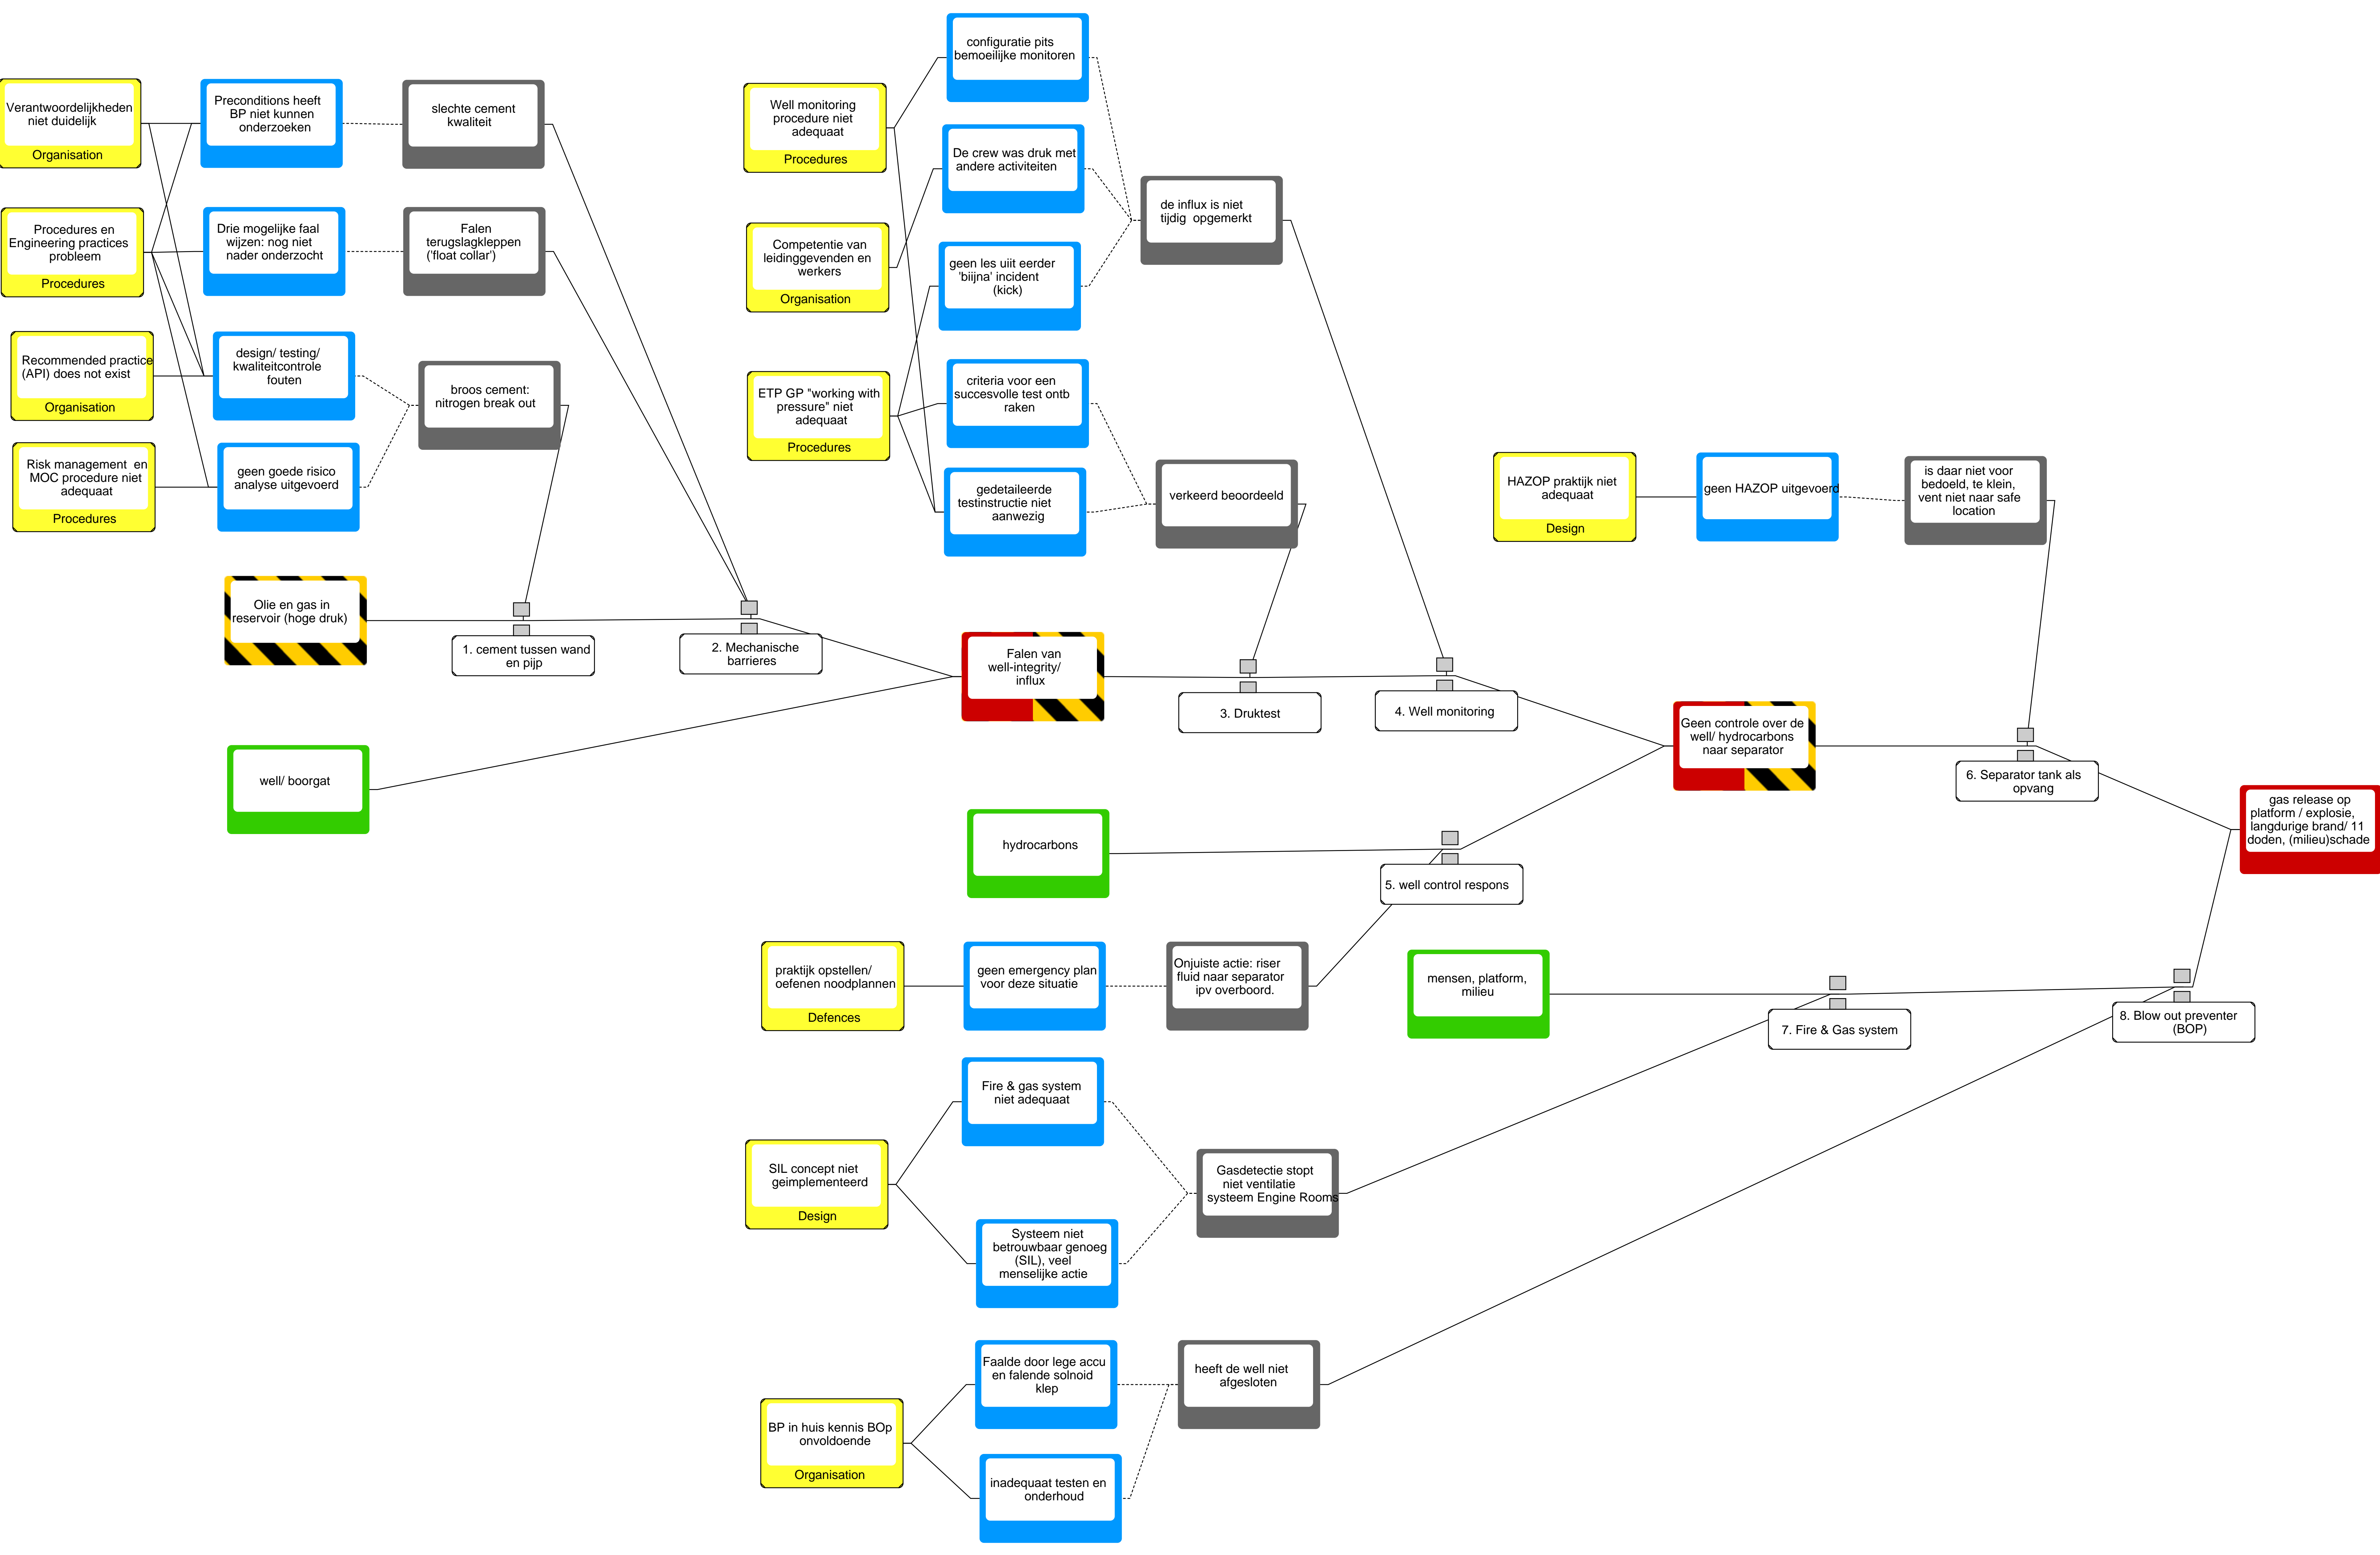 configuratie pits
bemoeilijke monitoren
Verantwoordelijkheden
niet duidelijk
Organisation
Preconditions heeft
BP niet kunnen
onderzoeken
slechte cement
kwaliteit
Well monitoring
procedure niet
adequaat
Procedures
De crew was druk met
andere activiteiten
de influx is niet
tijdig opgemerkt
Procedures en
Engineering practices
probleem
Procedures
Drie mogelijke faal
wijzen: nog niet
nader onderzocht
Falen
terugslagkleppen
('float collar')
Competentie van
leidinggevenden en
werkers
Organisation
geen les uiit eerder
'biijna' incident
(kick)
Recommended practice
(API) does not exist
Organisation
design/ testing/
kwaliteitcontrole
fouten
broos cement:
nitrogen break out
ETP GP "working with
pressure" niet
adequaat
Procedures
criteria voor een
succesvolle test ontb
raken
Risk management en
MOC procedure niet
adequaat
Procedures
geen goede risico
analyse uitgevoerd
gedetaileerde
testinstructie niet
aanwezig
verkeerd beoordeeld
HAZOP praktijk niet
adequaat
Design
geen HAZOP uitgevoerd
is daar niet voor
bedoeld, te klein,
vent niet naar safe
location
Olie en gas in
reservoir (hoge druk)
1. cement tussen wand
en pijp
2. Mechanische
barrieres
Falen van
well-integrity/
influx
3. Druktest
4. Well monitoring
Geen controle over de
well/ hydrocarbons
naar separator
6. Separator tank als
opvang
well/ boorgat
gas release op
platform / explosie,
langdurige brand/ 11
doden, (milieu)schade
hydrocarbons
5. well control respons
praktijk opstellen/
oefenen noodplannen
Defences
geen emergency plan
voor deze situatie
Onjuiste actie: riser
fluid naar separator
ipv overboord.
mensen, platform,
milieu
7. Fire & Gas system
8. Blow out preventer
(BOP)
Fire & gas system
niet adequaat
SIL concept niet
geimplementeerd
Design
Gasdetectie stopt
niet ventilatie
systeem Engine Rooms
Systeem niet
betrouwbaar genoeg
(SIL), veel
menselijke actie
Faalde door lege accu
en falende solnoid
klep
heeft de well niet
afgesloten
BP in huis kennis BOp
onvoldoende
Organisation
inadequaat testen en
onderhoud